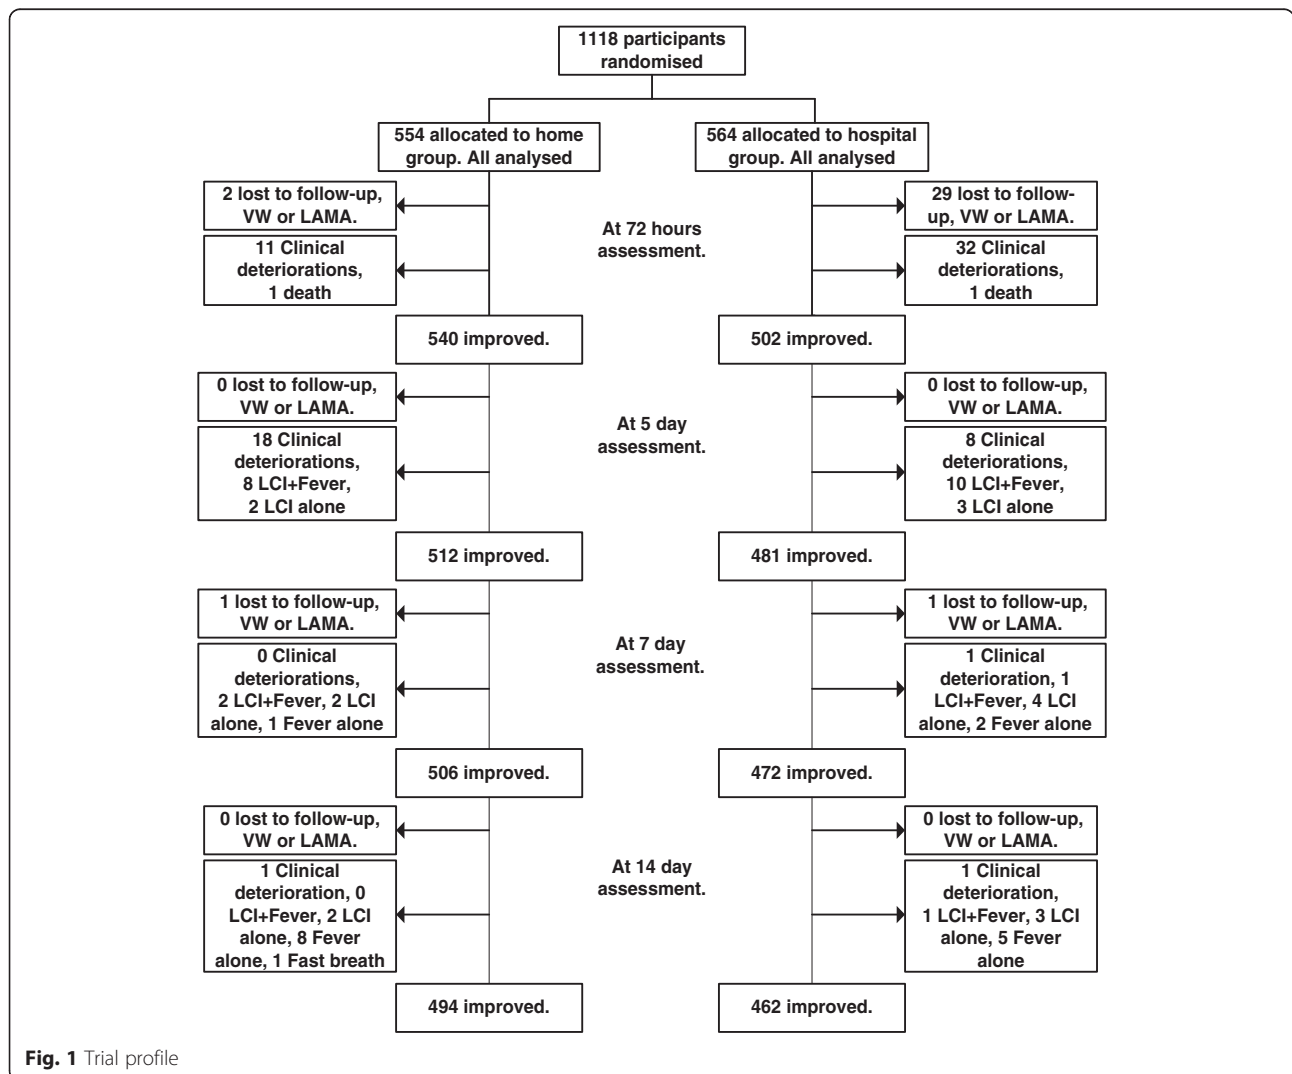 1118 participants
randomised
554 allocated to home
group. All analysed
564 allocated to hospital
group. All analysed
2 lost to follow-up,
VW or LAMA.
29 lost to follow-
up, VW or LAMA.
At 72 hours
assessment.
11 Clinical
deteriorations,
1 death
32 Clinical
deteriorations,
1 death
540 improved.
502 improved.
0 lost to follow-up,
VW or LAMA.
0 lost to follow-up,
VW or LAMA.
At 5 day
assessment.
18 Clinical
deteriorations,
8 LCI+Fever,
2 LCI alone
8 Clinical
deteriorations,
10 LCI+Fever,
3 LCI alone
512 improved.
481 improved.
1 lost to follow-up,
VW or LAMA.
1 lost to follow-up,
VW or LAMA.
At 7 day
assessment.
0 Clinical
deteriorations,
2 LCI+Fever, 2 LCI
alone, 1 Fever alone
1 Clinical
deterioration, 1
LCI+Fever, 4 LCI
alone, 2 Fever alone
506 improved.
472 improved.
0 lost to follow-up,
VW or LAMA.
0 lost to follow-up,
VW or LAMA.
At 14 day
assessment.
1 Clinical
deterioration, 0
LCI+Fever, 2 LCI
alone, 8 Fever
alone, 1 Fast breath
1 Clinical
deterioration,
1 LCI+Fever, 3 LCI
alone, 5 Fever
alone
494 improved.
462 improved.
Fig. 1 Trial profile